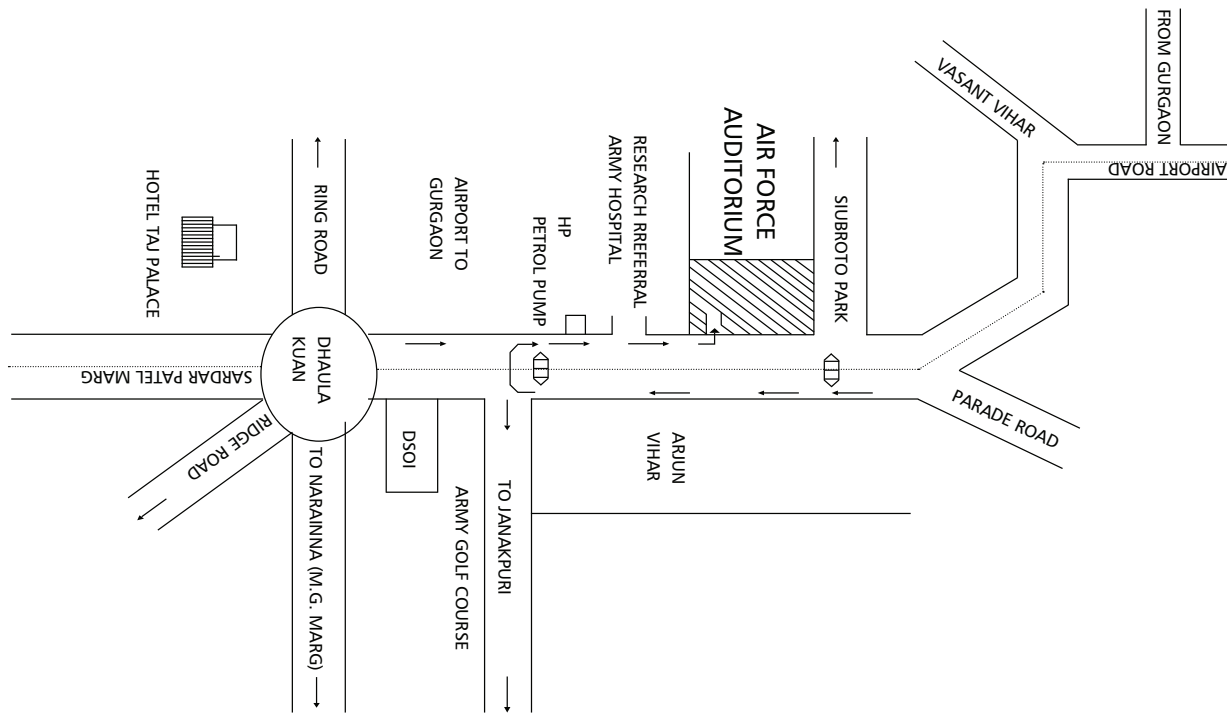 FROM GURGAON
VASANT VIHAR
AIRPORT ROAD
AIR FORCE
AUDITORIUM
SIUBROTO PARK
RESEARCH RREFERRAL
ARMY HOSPITAL
HP
PETROL PUMP
AIRPORT TO
GURGAON
RING ROAD
HOTEL TAJ PALACE
DHAULA
KUAN
SARDAR PATEL MARG
RIDGE ROAD
TO NARAINNA (M.G. MARG)
DSOI
ARMY GOLF COURSE
TO JANAKPURI
ARJUN
VIHAR
PARADE ROAD